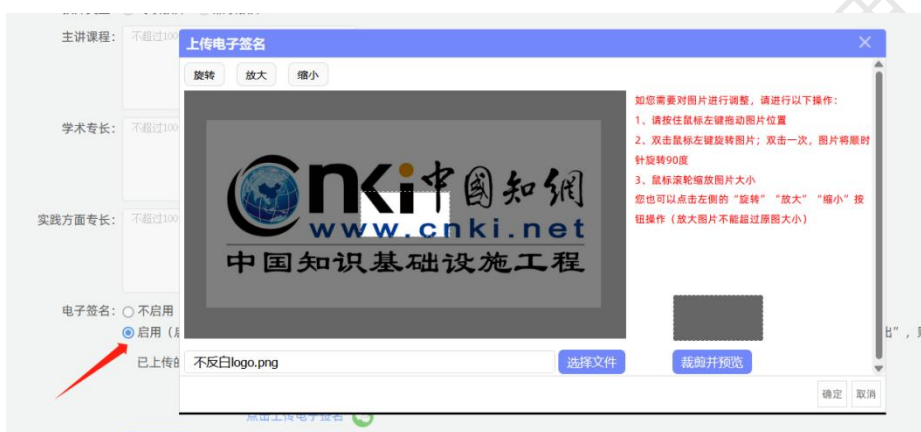 主讲课程：
不超过100
上传电子签名
旋转 放大 缩小
如您需要对图片进行调整，请进行以下操作：
1、请按住鼠标左键拖动图片位置
2、双击鼠标左键旋转图片；双击一次，图片将顺时
针旋转90度
3、鼠标滚轮缩放图片大小
您也可以点击左侧的“旋转”“放大”“缩小”按
钮操作（放大图片不能超过原图大小）
cnki中国知网
www.cnki.net
中国知识基础设施工程
学术专长：
不超过100
实践方面专长：
不超过100
电子签名：
不启用
启用
已上传的
不反白logo.png
选择文件
裁剪并预览
确定 取消
点击上传电子签名